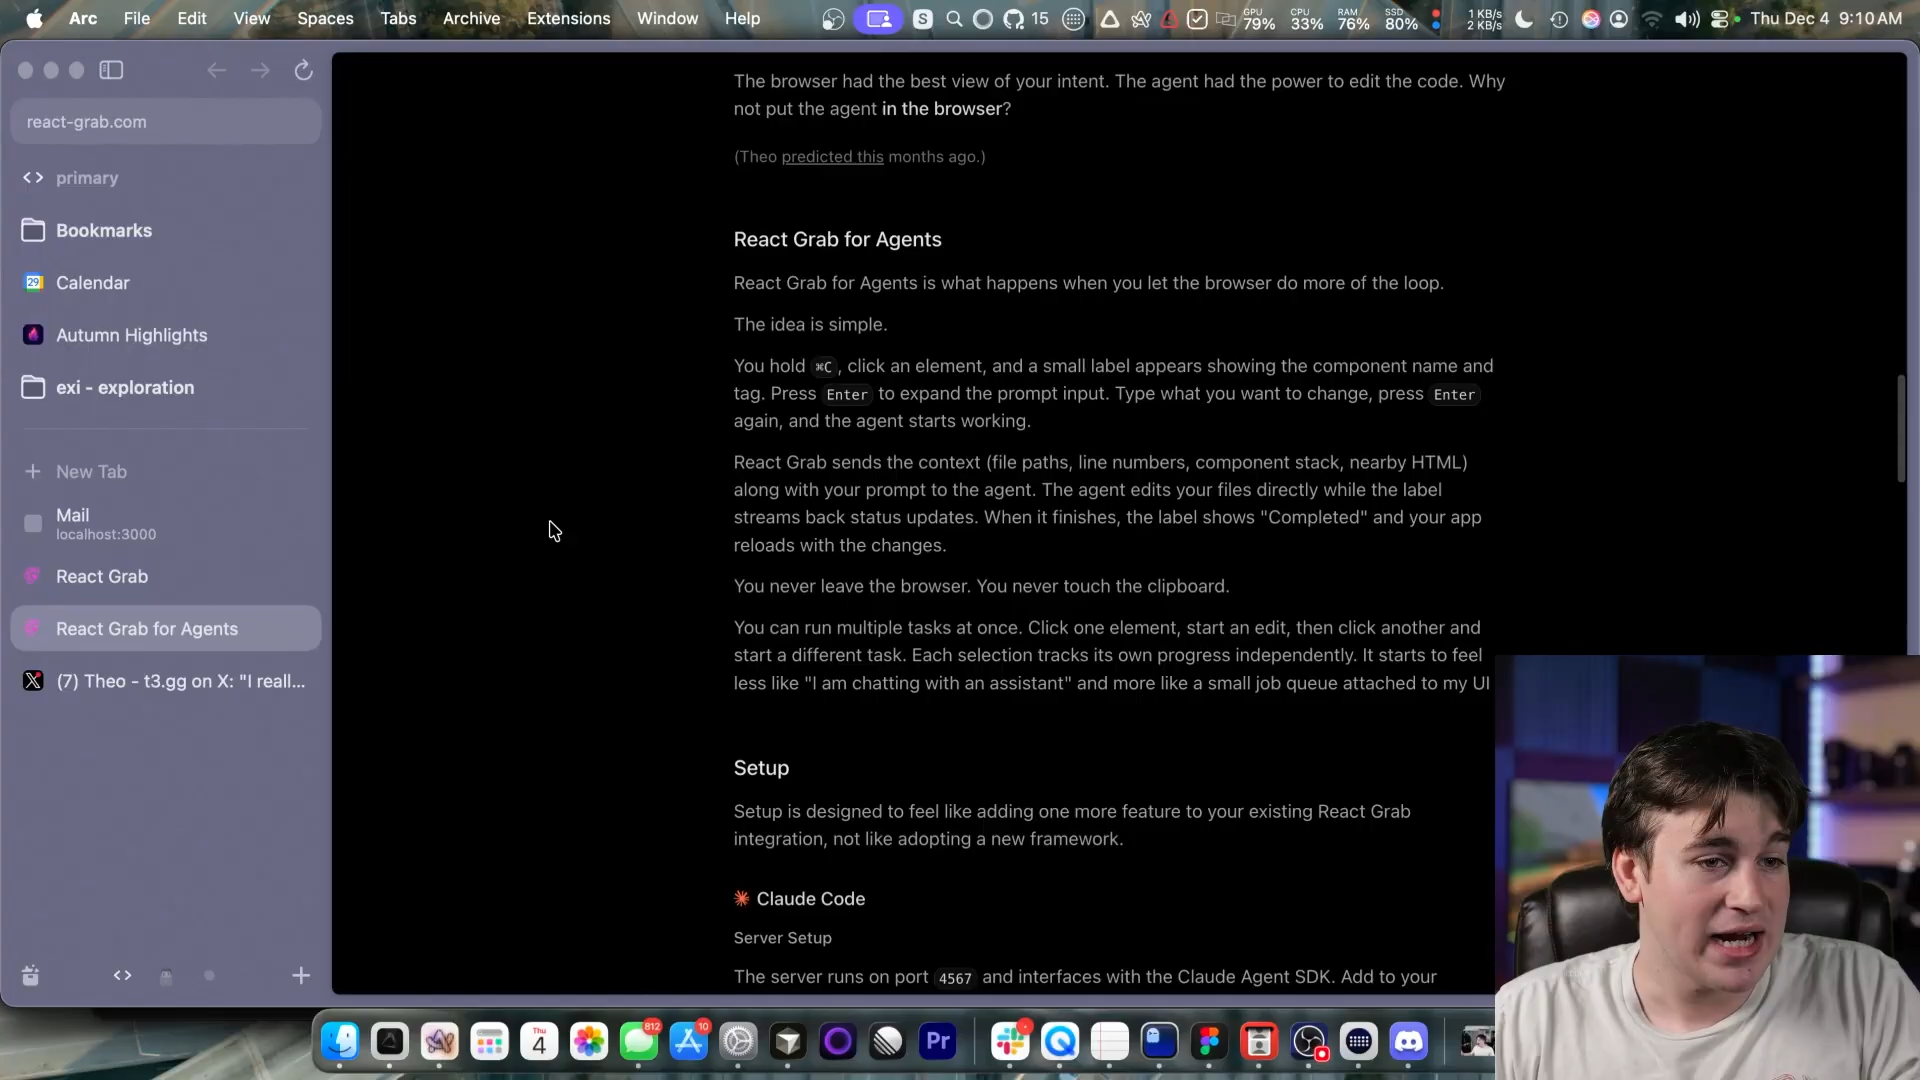 Arc File Edit View Spaces Tabs Archive Extensions Window Help
S 15 GPU 79% CPU 33% RAM 76% SSD 80% 1 KB/s 2 KB/s Thu Dec 4 9:10 AM
react-grab.com
primary
Bookmarks
29 Calendar
Autumn Highlights
exi - exploration
New Tab
Mail
localhost:3000
React Grab
React Grab for Agents
(7) Theo - t3.gg on X: "I reall...
The browser had the best view of your intent. The agent had the power to edit the code. Why
not put the agent in the browser?
(Theo predicted this months ago.)
React Grab for Agents
React Grab for Agents is what happens when you let the browser do more of the loop.
The idea is simple.
You hold ⌘C, click an element, and a small label appears showing the component name and
tag. Press Enter to expand the prompt input. Type what you want to change, press Enter
again, and the agent starts working.
React Grab sends the context (file paths, line numbers, component stack, nearby HTML)
along with your prompt to the agent. The agent edits your files directly while the label
streams back status updates. When it finishes, the label shows "Completed" and your app
reloads with the changes.
You never leave the browser. You never touch the clipboard.
You can run multiple tasks at once. Click one element, start an edit, then click another and
start a different task. Each selection tracks its own progress independently. It starts to feel
less like "I am chatting with an assistant" and more like a small job queue attached to my UI
Setup
Setup is designed to feel like adding one more feature to your existing React Grab
integration, not like adopting a new framework.
Claude Code
Server Setup
The server runs on port 4567 and interfaces with the Claude Agent SDK. Add to your
Thu 4 812 10 Pr